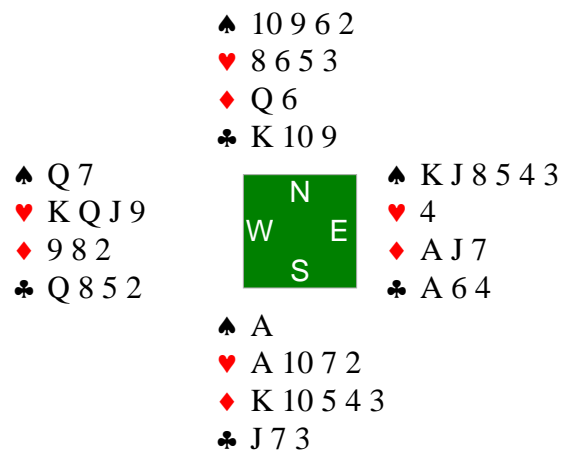 ♠ 10 9 6 2
♥ 8 6 5 3
♦ Q 6
♣ K 10 9
♠ Q 7
♥ K Q J 9
♦ 9 8 2
♣ Q 8 5 2
N
W E
S
♠ K J 8 5 4 3
♥ 4
♦ A J 7
♣ A 6 4
♠ A
♥ A 10 7 2
♦ K 10 5 4 3
♣ J 7 3